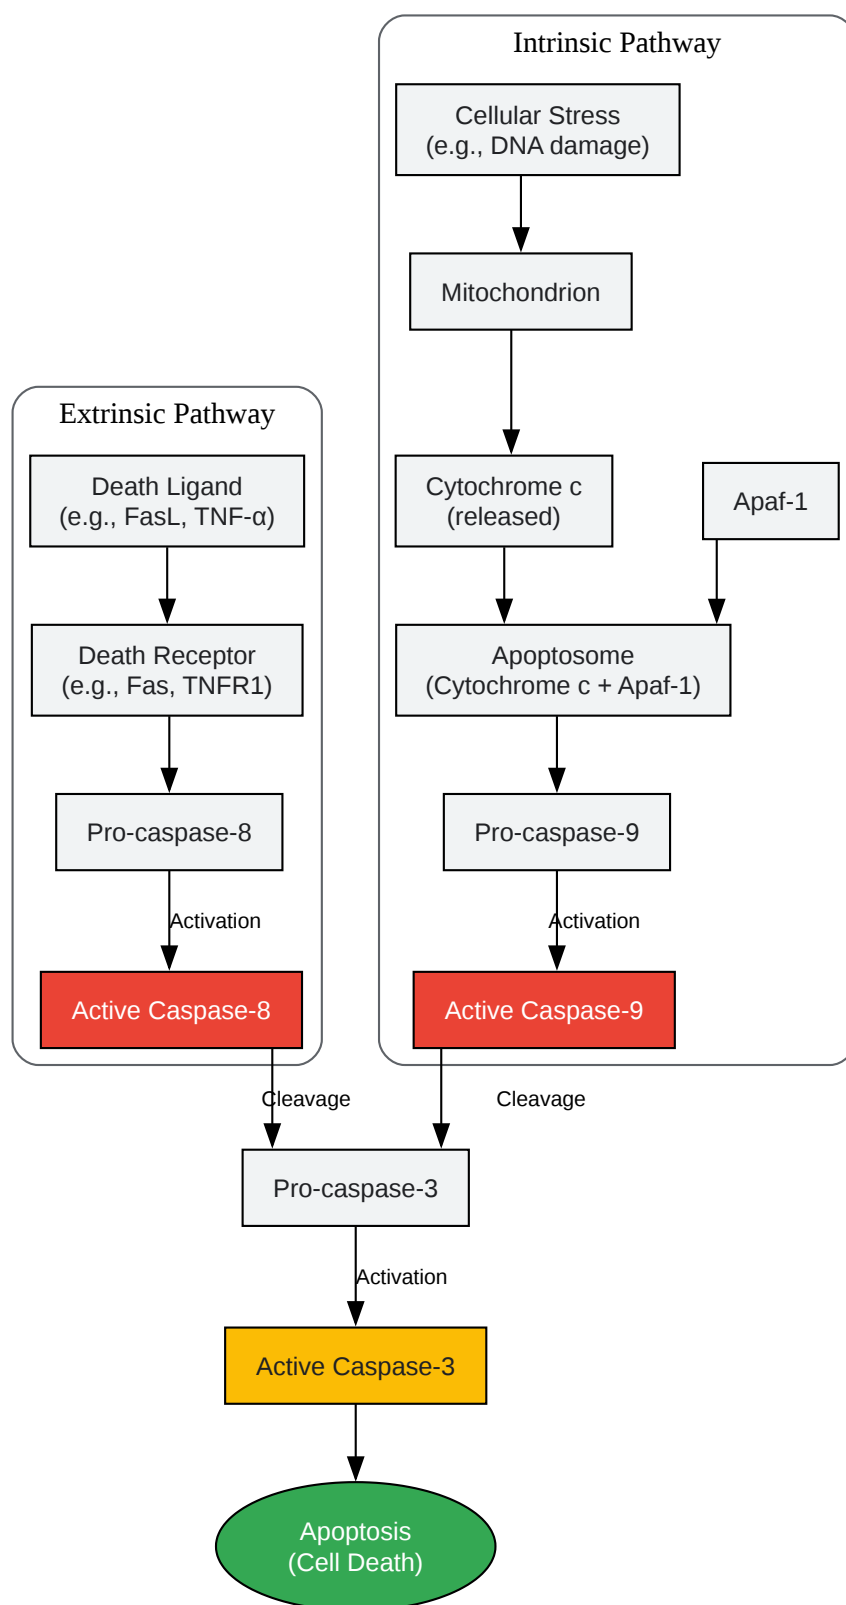 Intrinsic Pathway
Cellular Stress
(e.g., DNA damage)
Mitochondrion
Extrinsic Pathway
Death Ligand
(e.g., FasL, TNF-α)
Cytochrome c
(released)
Apaf-1
Death Receptor
(e.g., Fas, TNFR1)
Apoptosome
(Cytochrome c + Apaf-1)
Pro-caspase-8
Pro-caspase-9
Activation
Activation
Active Caspase-8
Active Caspase-9
Cleavage
Cleavage
Pro-caspase-3
Activation
Active Caspase-3
Apoptosis
(Cell Death)